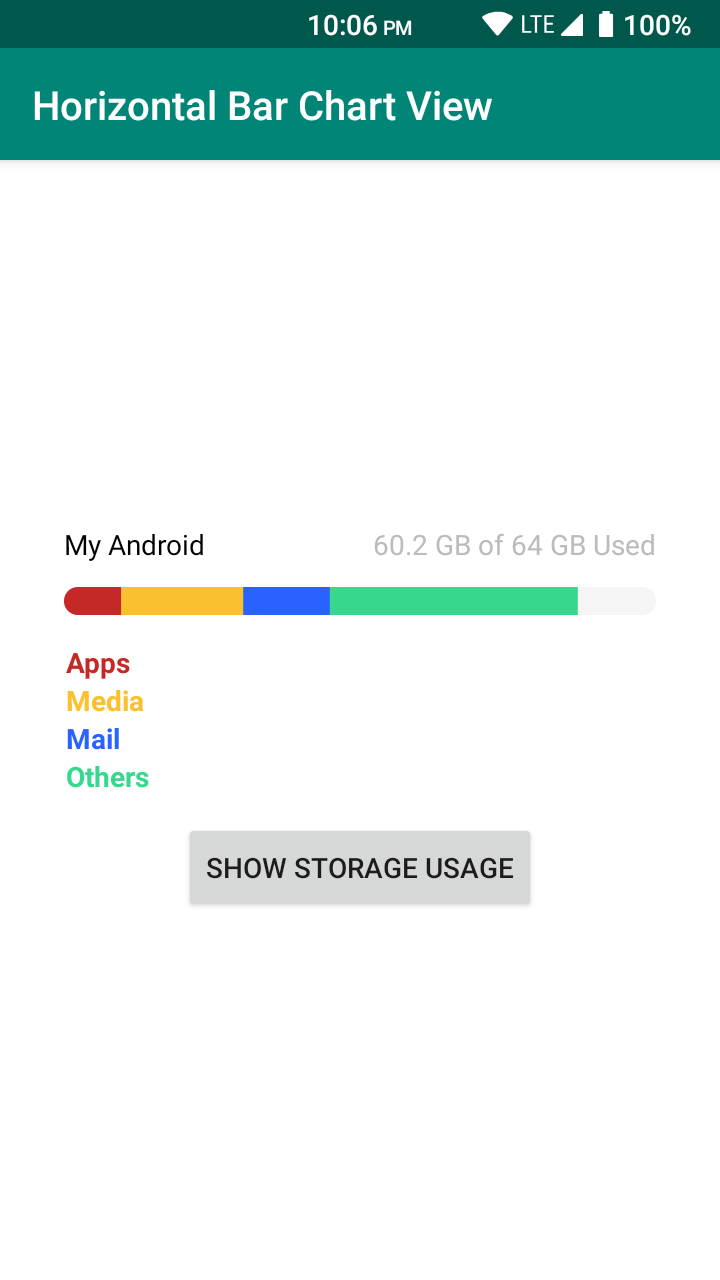 10:06 PM LTE 100%
Horizontal Bar Chart View
My Android 60.2 GB of 64 GB Used
Apps
Media
Mail
Others
SHOW STORAGE USAGE